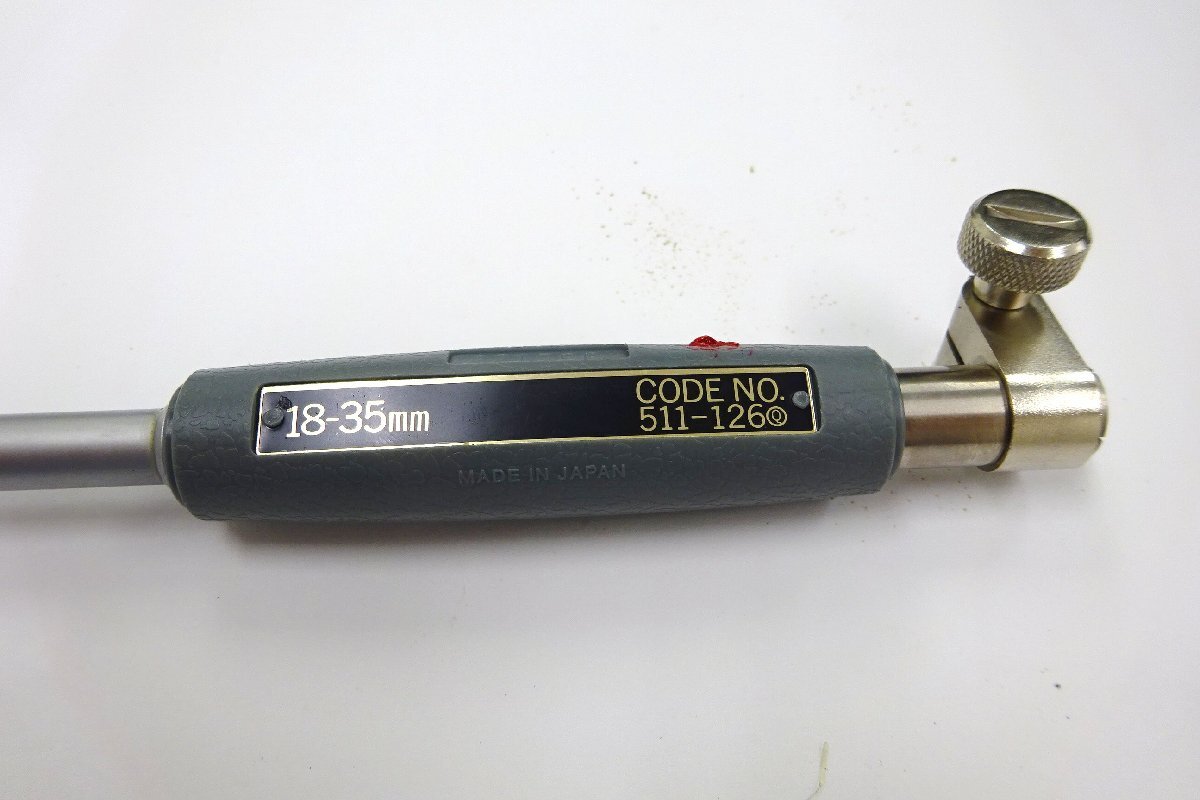 18-35mm
CODE NO.
511-126Ⓠ
MADE IN JAPAN